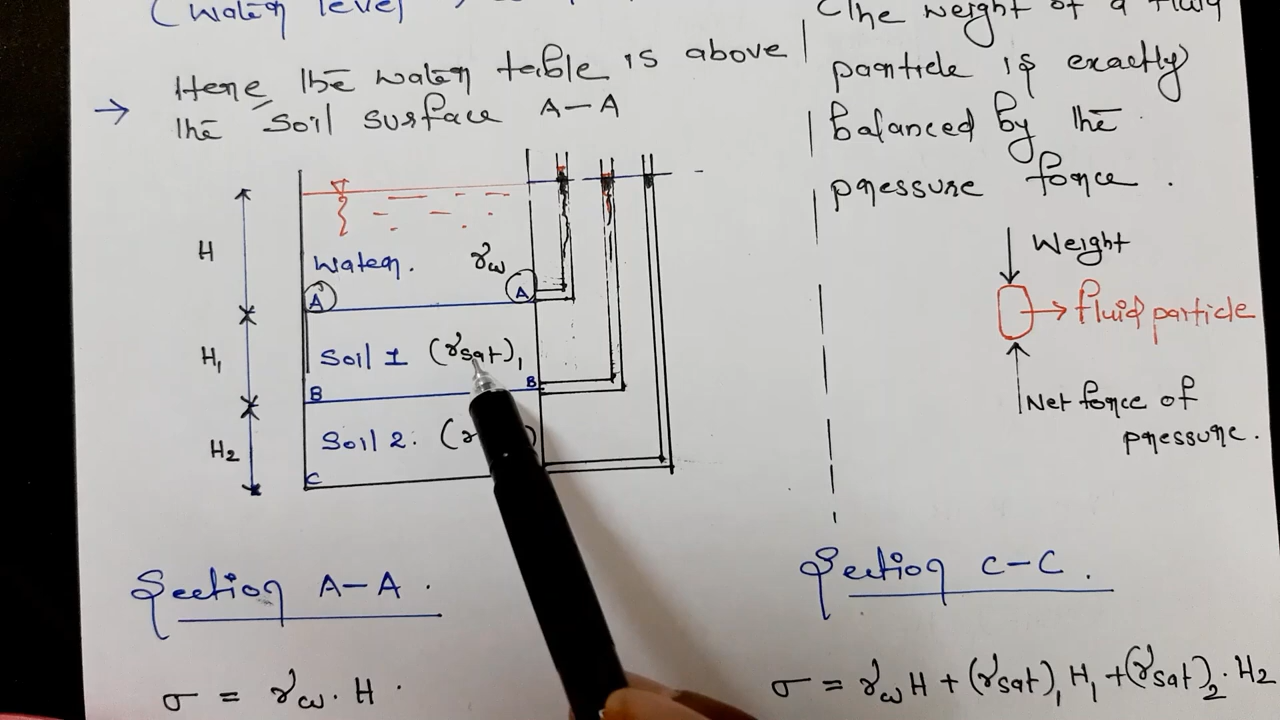 (Water level
Here the water table is above
→ the soil surface A-A
H
Water. γw
A A
H₁
Soil 1 (γsat)₁
B B
H₂
Soil 2. (γ
C
Section A-A.
σ = γw. H.
The weight of a fluid
particle is exactly
balanced by the
pressure force.
Weight
→ fluid particle
Net force of
pressure.
Section C-C.
σ = γwH + (γsat)₁ H₁ + (γsat)₂. H₂